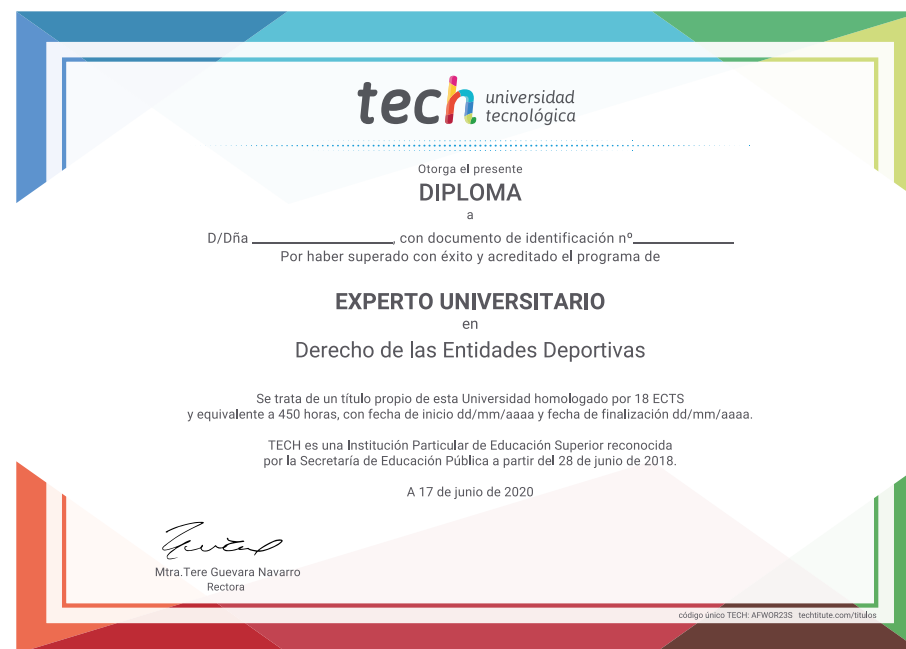 tech universidad
tecnológica
Otorga el presente
DIPLOMA
a
D/Dña ____________________, con documento de identificación nº______________
Por haber superado con éxito y acreditado el programa de
EXPERTO UNIVERSITARIO
en
Derecho de las Entidades Deportivas
Se trata de un título propio de esta Universidad homologado por 18 ECTS
y equivalente a 450 horas, con fecha de inicio dd/mm/aaaa y fecha de finalización dd/mm/aaaa.
TECH es una Institución Particular de Educación Superior reconocida
por la Secretaría de Educación Pública a partir del 28 de junio de 2018.
A 17 de junio de 2020
Mtra.Tere Guevara Navarro
Rectora
código único TECH: AFWOR23S techtitute.com/titulos